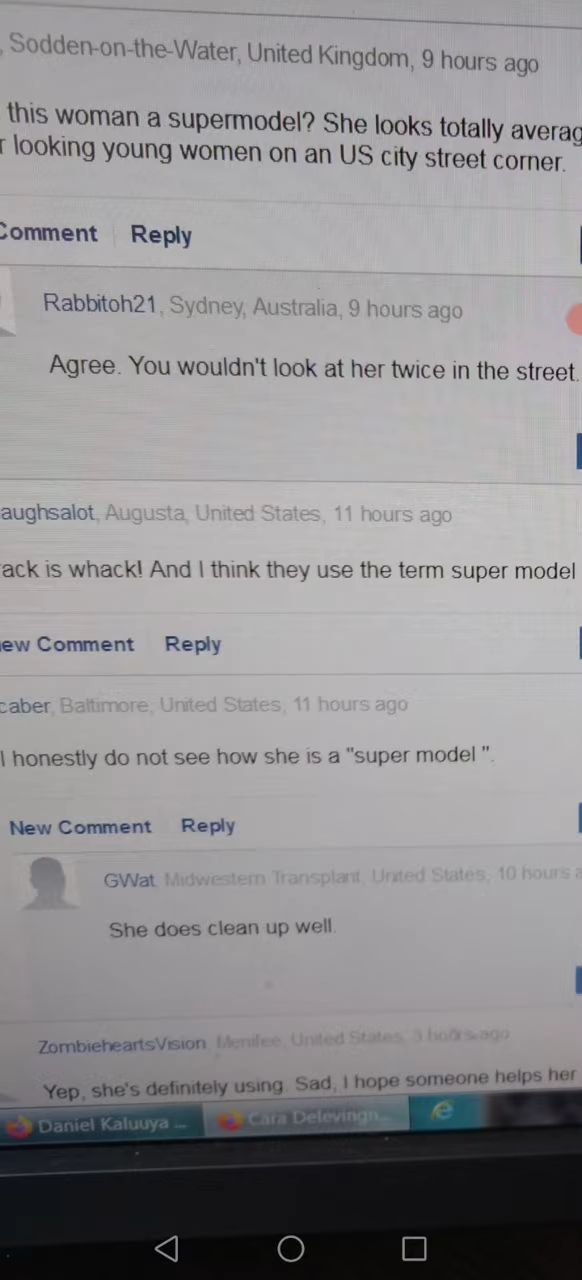 , Sodden-on-the-Water, United Kingdom, 9 hours ago
this woman a supermodel? She looks totally averag
r looking young women on an US city street corner.
Comment Reply
Rabbitoh21, Sydney, Australia, 9 hours ago
Agree. You wouldn't look at her twice in the street.
aughsalot, Augusta, United States, 11 hours ago
ack is whack! And I think they use the term super model
ew Comment Reply
caber, Baltimore, United States, 11 hours ago
I honestly do not see how she is a "super model ".
New Comment Reply
GWat, Midwestern Transplant, United States, 10 hours a
She does clean up well.
ZombieheartsVision, Menifee, United States, 3 hours ago
Yep, she's definitely using. Sad, I hope someone helps her
Daniel Kaluuya ... Cara Delevingn...